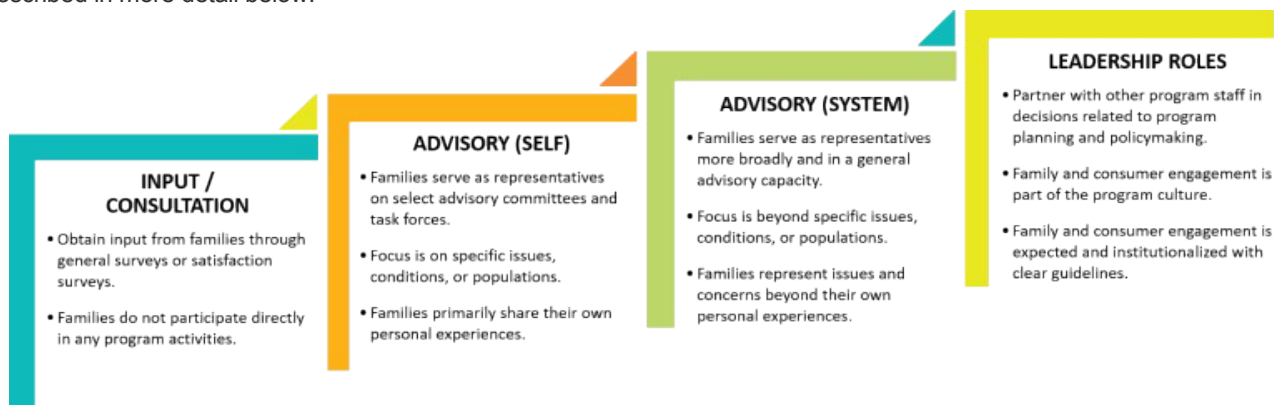 described in more detail below.
INPUT /
CONSULTATION
• Obtain input from families through
general surveys or satisfaction
surveys.
• Families do not participate directly
in any program activities.
ADVISORY (SELF)
• Families serve as representatives
on select advisory committees and
task forces.
• Focus is on specific issues,
conditions, or populations.
• Families primarily share their own
personal experiences.
ADVISORY (SYSTEM)
• Families serve as representatives
more broadly and in a general
advisory capacity.
• Focus is beyond specific issues,
conditions, or populations.
• Families represent issues and
concerns beyond their own
personal experiences.
LEADERSHIP ROLES
• Partner with other program staff in
decisions related to program
planning and policymaking.
• Family and consumer engagement is
part of the program culture.
• Family and consumer engagement is
expected and institutionalized with
clear guidelines.